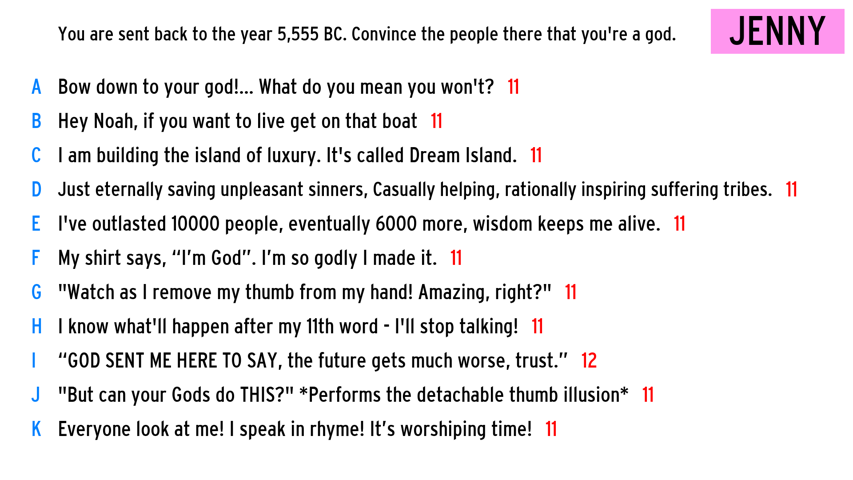 You are sent back to the year 5,555 BC. Convince the people there that you're a god.
JENNY
A Bow down to your god!... What do you mean you won't? 11
B Hey Noah, if you want to live get on that boat 11
C I am building the island of luxury. It's called Dream Island. 11
D Just eternally saving unpleasant sinners, Casually helping, rationally inspiring suffering tribes. 11
E I've outlasted 10000 people, eventually 6000 more, wisdom keeps me alive. 11
F My shirt says, “I’m God”. I’m so godly I made it. 11
G "Watch as I remove my thumb from my hand! Amazing, right?" 11
H I know what'll happen after my 11th word - I'll stop talking! 11
I “GOD SENT ME HERE TO SAY, the future gets much worse, trust.” 12
J "But can your Gods do THIS?" *Performs the detachable thumb illusion* 11
K Everyone look at me! I speak in rhyme! It’s worshiping time! 11